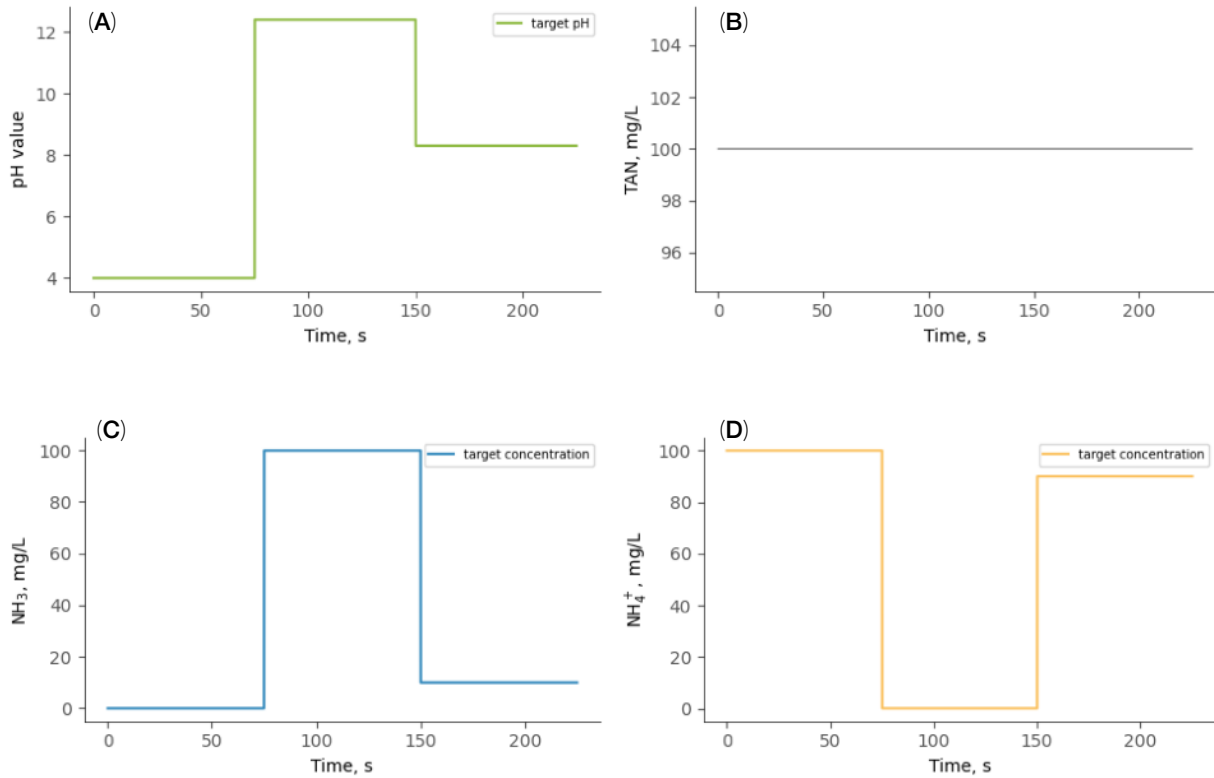 (A)
target pH
12
10
8
6
4
pH value
0 50 100 150 200
Time, s
(B)
104
102
100
98
96
TAN, mg/L
0 50 100 150 200
Time, s
(C)
target concentration
100
80
60
40
20
0
NH₃, mg/L
0 50 100 150 200
Time, s
(D)
target concentration
100
80
60
40
20
0
NH₄⁺, mg/L
0 50 100 150 200
Time, s